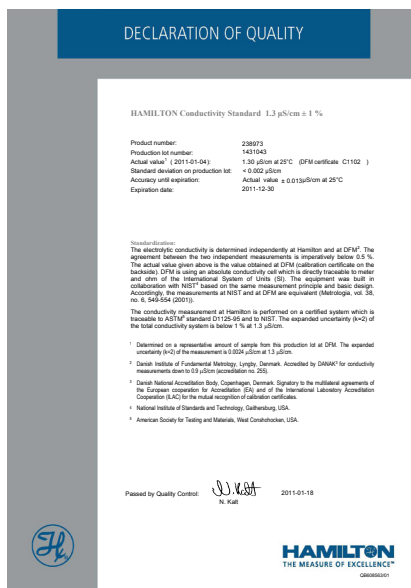 DECLARATION OF QUALITY
HAMILTON Conductivity Standard 1.3 µS/cm ± 1 %
Product number: 238973
Production lot number: 1431043
Actual value¹ ( 2011-01-04): 1.30 µS/cm at 25°C (DFM certificate C1102 )
Standard deviation on production lot: < 0.002 µS/cm
Accuracy until expiration: Actual value ± 0.013µS/cm at 25°C
Expiration date: 2011-12-30
Standardisation:
The electrolytic conductivity is determined independently at Hamilton and at DFM². The
agreement between the two independent measurements is imperatively below 0.5 %.
The actual value given above is the value obtained at DFM (calibration certificate on the
backside). DFM is using an absolute conductivity cell which is directly traceable to meter
and ohm of the International System of Units (SI). The equipment was built in
collaboration with NIST⁴ based on the same measurement principle and basic design.
Accordingly, the measurements at NIST and at DFM are equivalent (Metrologia, vol. 38,
no. 6, 549-554 (2001)).
The conductivity measurement at Hamilton is performed on a certified system which is
traceable to ASTM⁵ standard D1125-95 and to NIST. The expanded uncertainty (k=2) of
the total conductivity system is below 1 % at 1.3 µS/cm.
¹ Determined on a representative amount of sample from this production lot at DFM. The expanded
uncertainty (k=2) of the measurement is 0.0024 µS/cm at 1.3 µS/cm.
² Danish Institute of Fundamental Metrology, Lyngby, Denmark. Accredited by DANAK³ for conductivity
measurements down to 0.9 µS/cm (accreditation no. 255).
³ Danish National Accreditation Body, Copenhagen, Denmark. Signatory to the multilateral agreements of
the European cooperation for Accreditation (EA) and of the International Laboratory Accreditation
Cooperation (ILAC) for the mutual recognition of calibration certificates.
⁴ National Institute of Standards and Technology, Gaithersburg, USA.
⁵ American Society for Testing and Materials, West Conshohocken, USA.
Passed by Quality Control: N. Kalt 2011-01-18
N. Kalt
HAMILTON
THE MEASURE OF EXCELLENCE™
QB608563/01